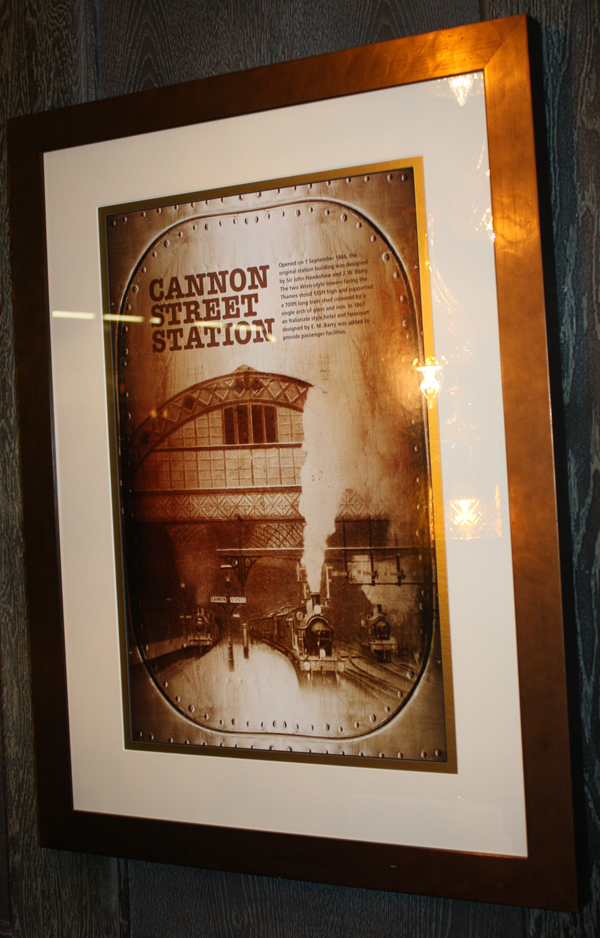 CANNON
STREET
STATION
Opened on 1 September 1866, the
original station building was designed
by Sir John Hawkshaw and J. W. Barry.
The two Wren-style towers facing the
Thames stood 135ft high and supported
a 700ft long train shed crowned by a
single arch of glass and iron. In 1867
an Italianate style hotel and forecourt
designed by E. M. Barry was added to
provide passenger facilities.
CANNON STREET